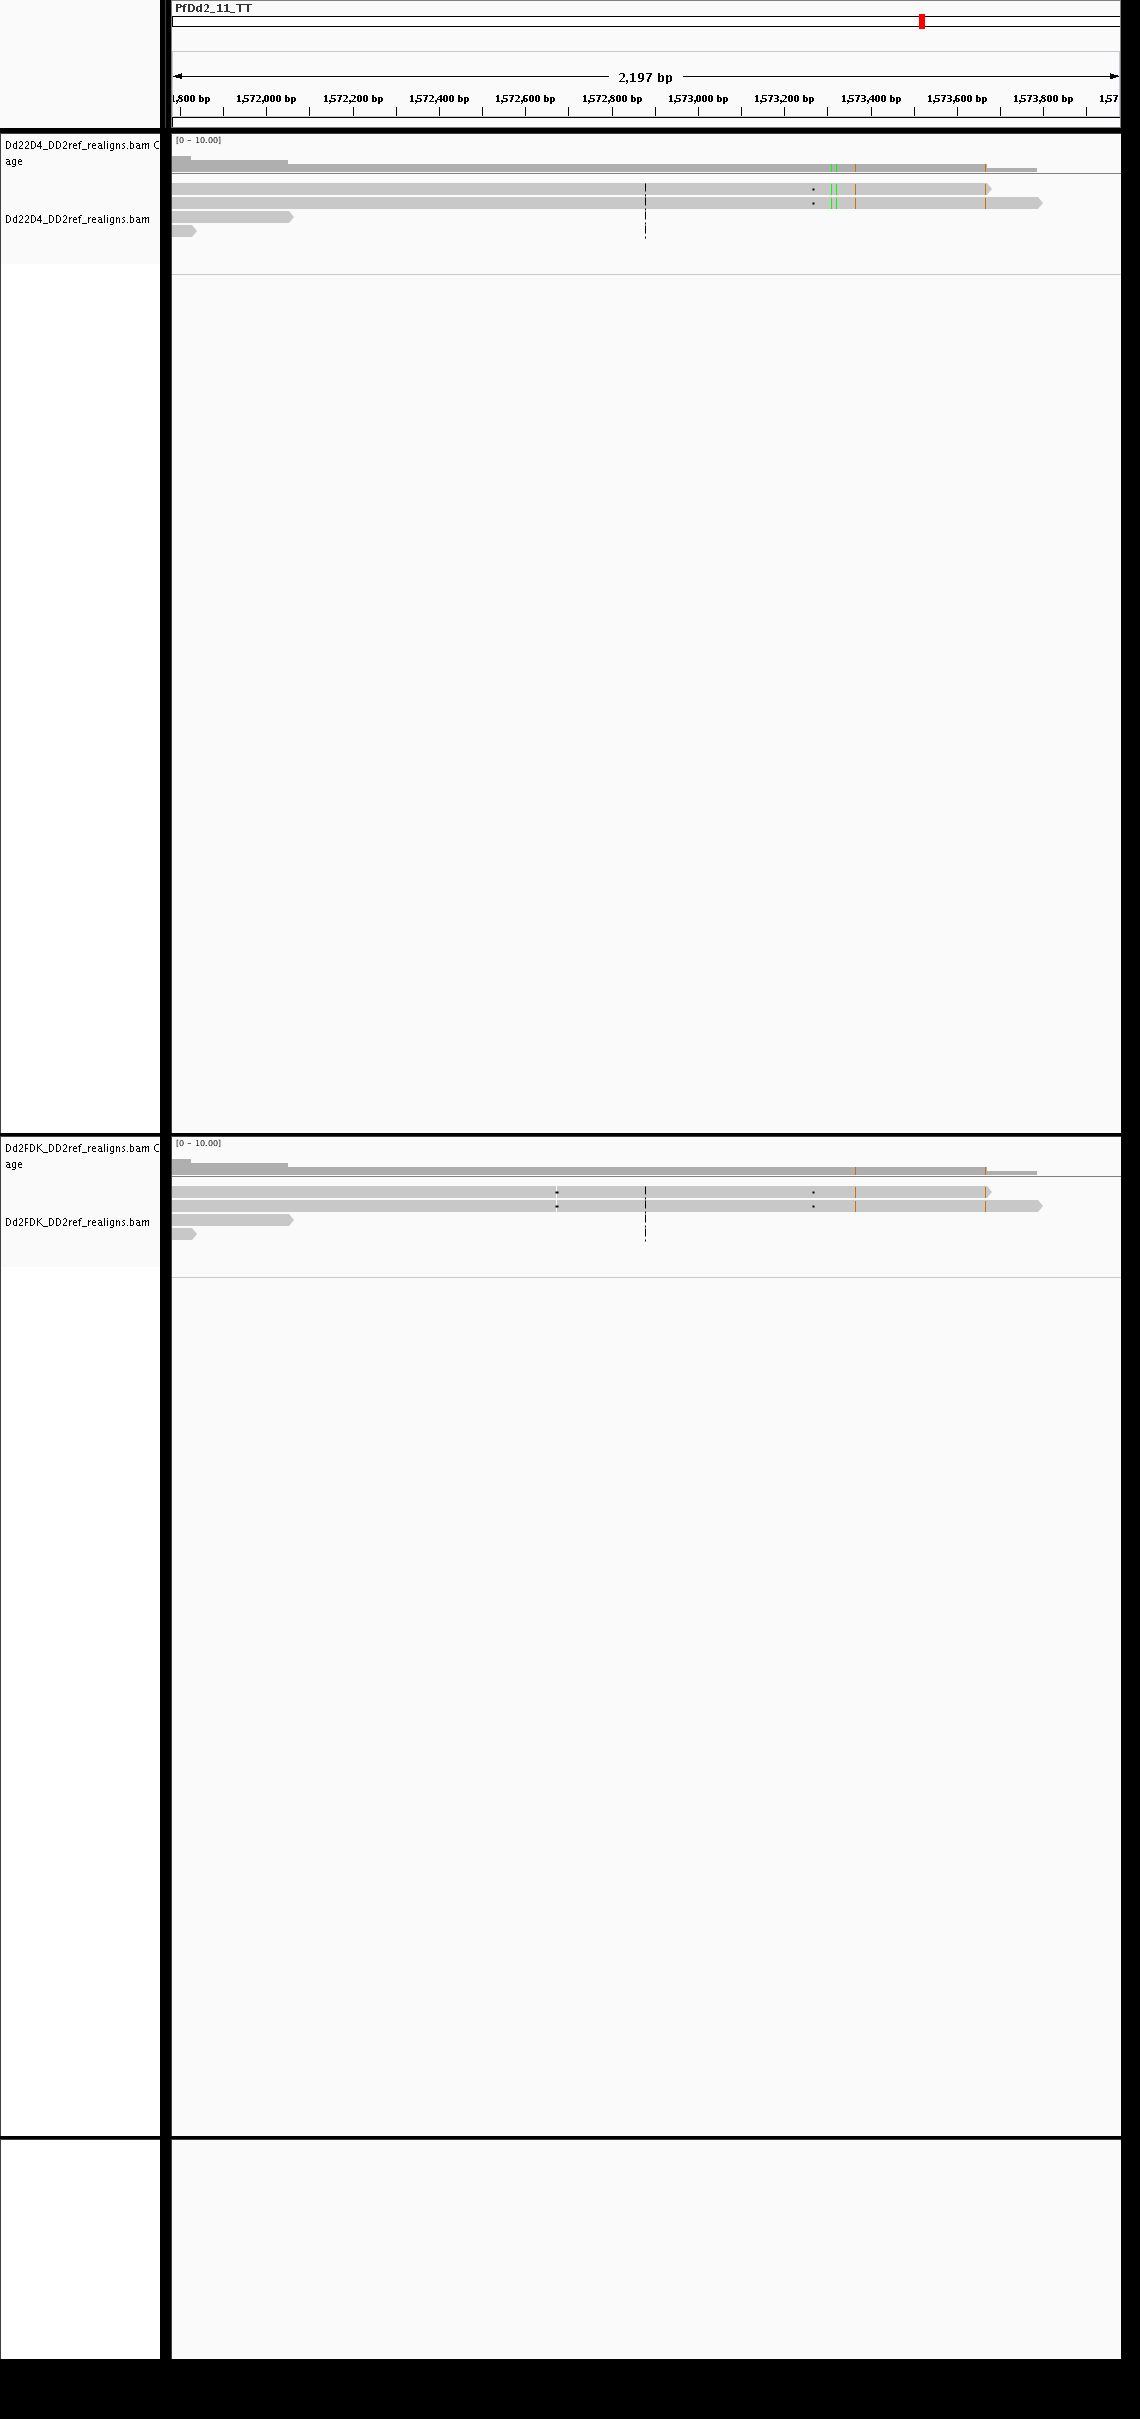 PfDd2_11_TT
2,197 bp
1,800 bp 1,572,000 bp 1,572,200 bp 1,572,400 bp 1,572,600 bp 1,572,800 bp 1,573,000 bp 1,573,200 bp 1,573,400 bp 1,573,600 bp 1,573,800 bp 1,57
Dd22D4_DD2ref_realigns.bam C
age
[0 - 10.00]
Dd22D4_DD2ref_realigns.bam
Dd2FDK_DD2ref_realigns.bam C
age
[0 - 10.00]
Dd2FDK_DD2ref_realigns.bam